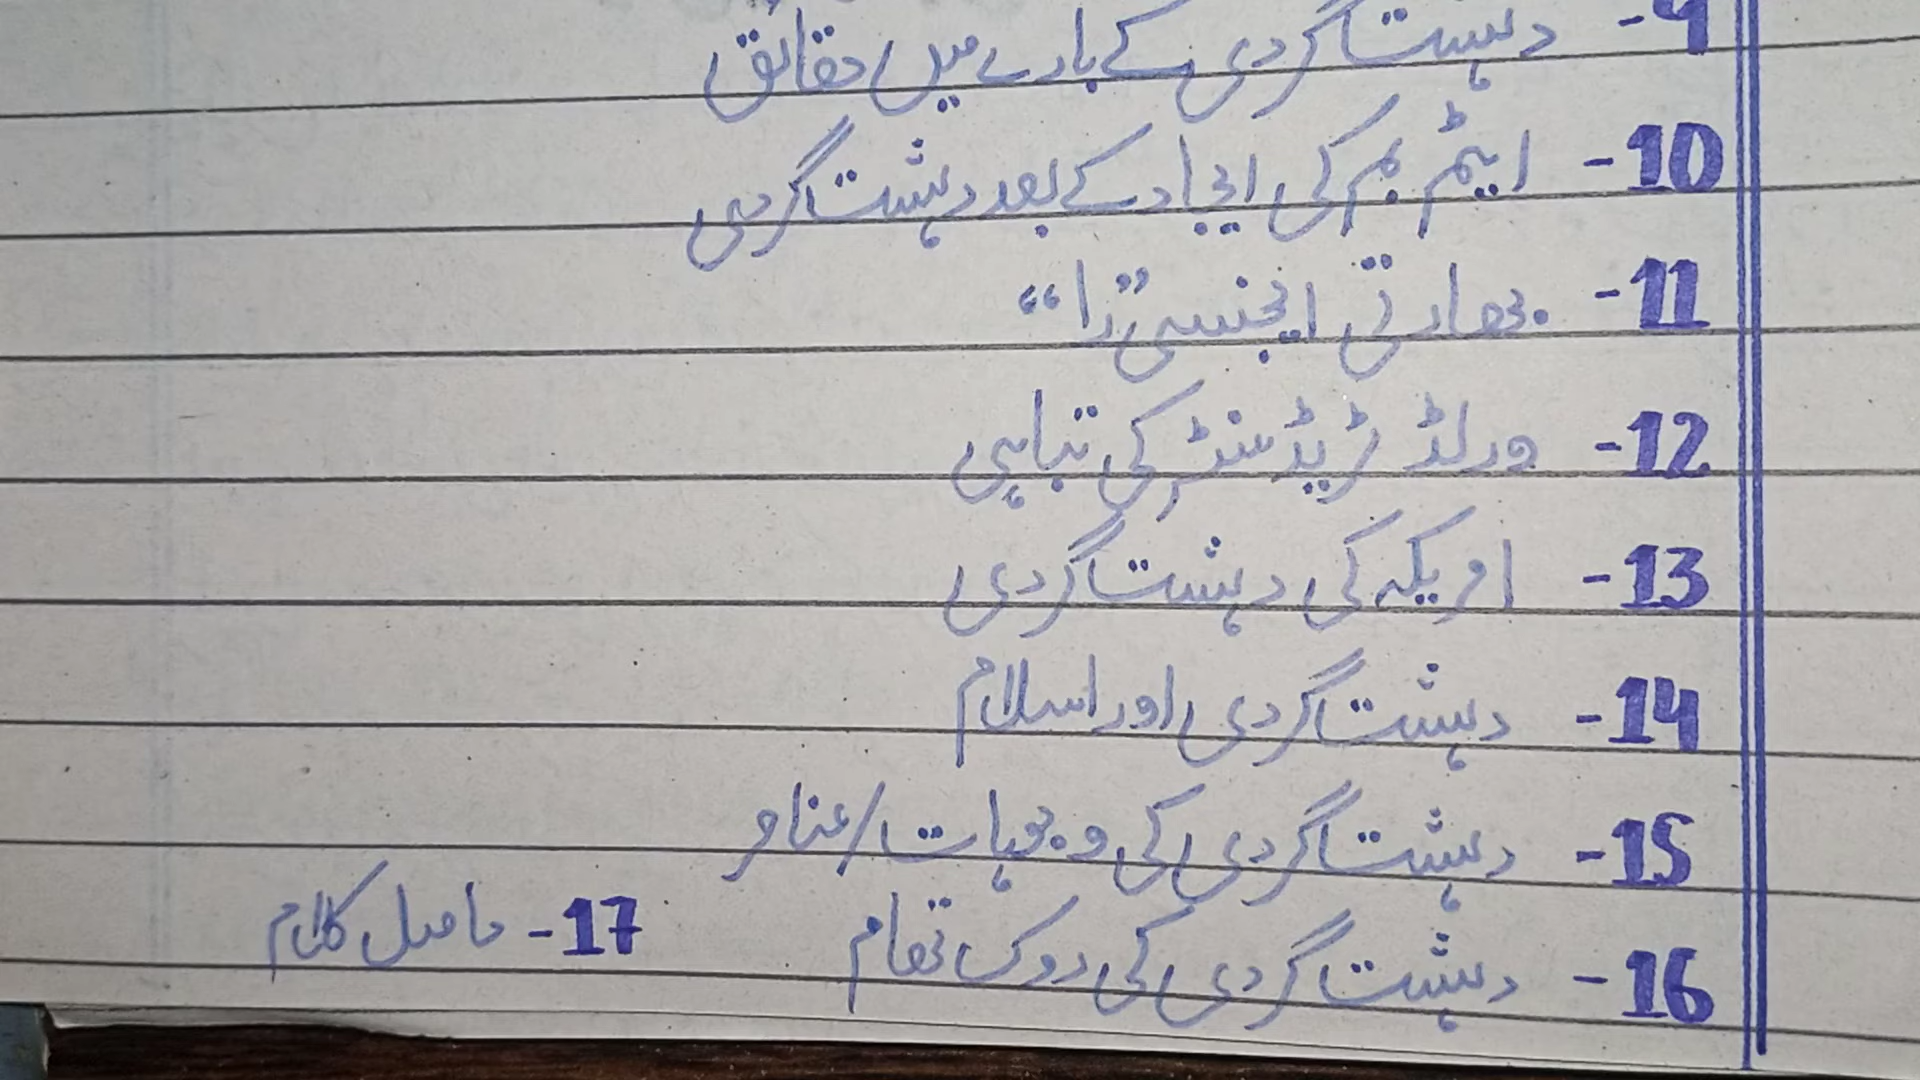 9- دہشت گردی کے بارے میں حقائق
10- ایٹم بم کی ایجاد کے بعد دہشت گردی
11- بھارتی ایجنسی "را"
12- ورلڈ ٹریڈ سنٹر کی تباہی
13- امریکہ کی دہشت گردی
14- دہشت گردی اور اسلام
15- دہشت گردی کی وجوہات/عناصر
16- دہشت گردی کی روک تھام
17- حاصل کلام